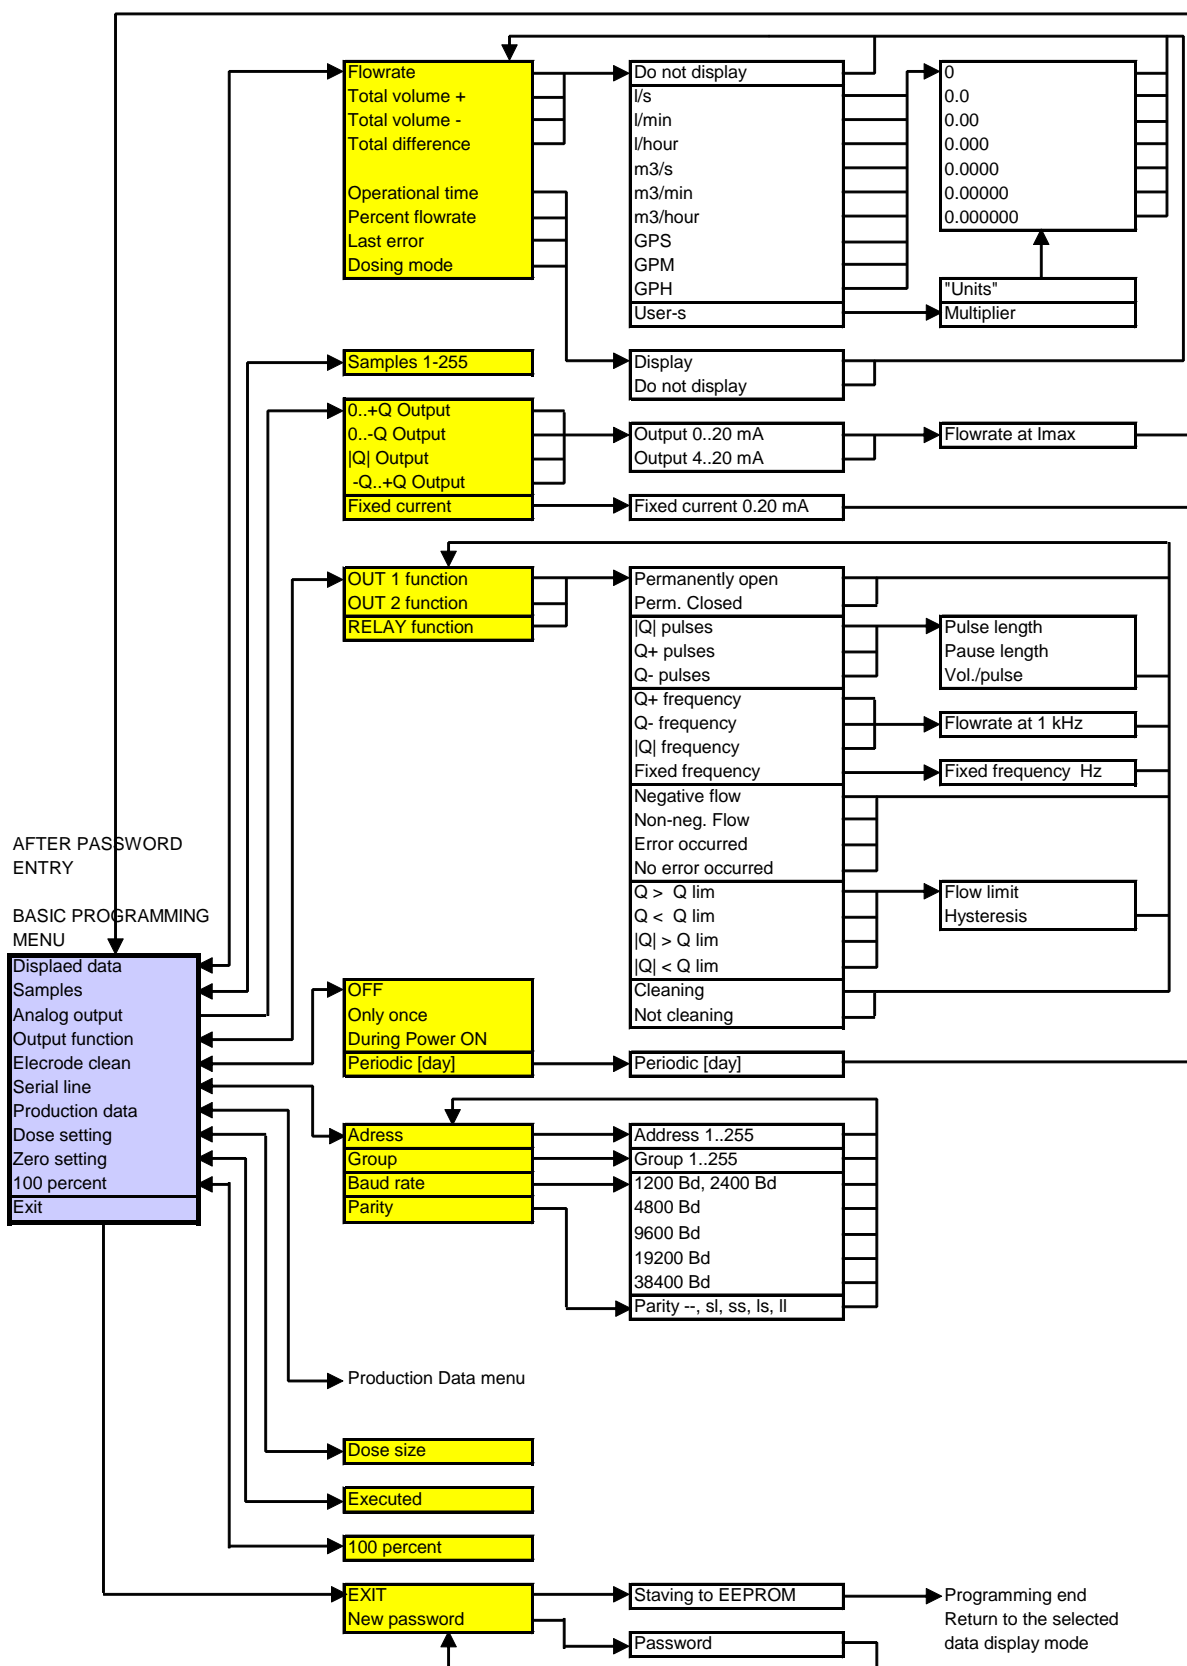 Flowrate
Total volume +
Total volume -
Total difference
Operational time
Percent flowrate
Last error
Dosing mode
Do not display
l/s
l/min
l/hour
m3/s
m3/min
m3/hour
GPS
GPM
GPH
User-s
0
0.0
0.00
0.000
0.0000
0.00000
0.000000
"Units"
Multiplier
Samples 1-255
Display
Do not display
0..+Q Output
0..-Q Output
|Q| Output
-Q..+Q Output
Fixed current
Output 0..20 mA
Output 4..20 mA
Flowrate at Imax
Fixed current 0.20 mA
OUT 1 function
OUT 2 function
RELAY function
Permanently open
Perm. Closed
|Q| pulses
Q+ pulses
Q- pulses
Q+ frequency
Q- frequency
|Q| frequency
Fixed frequency
Negative flow
Non-neg. Flow
Error occurred
No error occurred
Q > Q lim
Q < Q lim
|Q| > Q lim
|Q| < Q lim
Cleaning
Not cleaning
Pulse length
Pause length
Vol./pulse
Flowrate at 1 kHz
Fixed frequency Hz
Flow limit
Hysteresis
AFTER PASSWORD
ENTRY
BASIC PROGRAMMING
MENU
Displaed data
Samples
Analog output
Output function
Elecrode clean
Serial line
Production data
Dose setting
Zero setting
100 percent
Exit
OFF
Only once
During Power ON
Periodic [day]
Periodic [day]
Adress
Group
Baud rate
Parity
Address 1..255
Group 1..255
1200 Bd, 2400 Bd
4800 Bd
9600 Bd
19200 Bd
38400 Bd
Parity --, sl, ss, ls, ll
Production Data menu
Dose size
Executed
100 percent
EXIT
New password
Staving to EEPROM
Password
Programming end
Return to the selected
data display mode